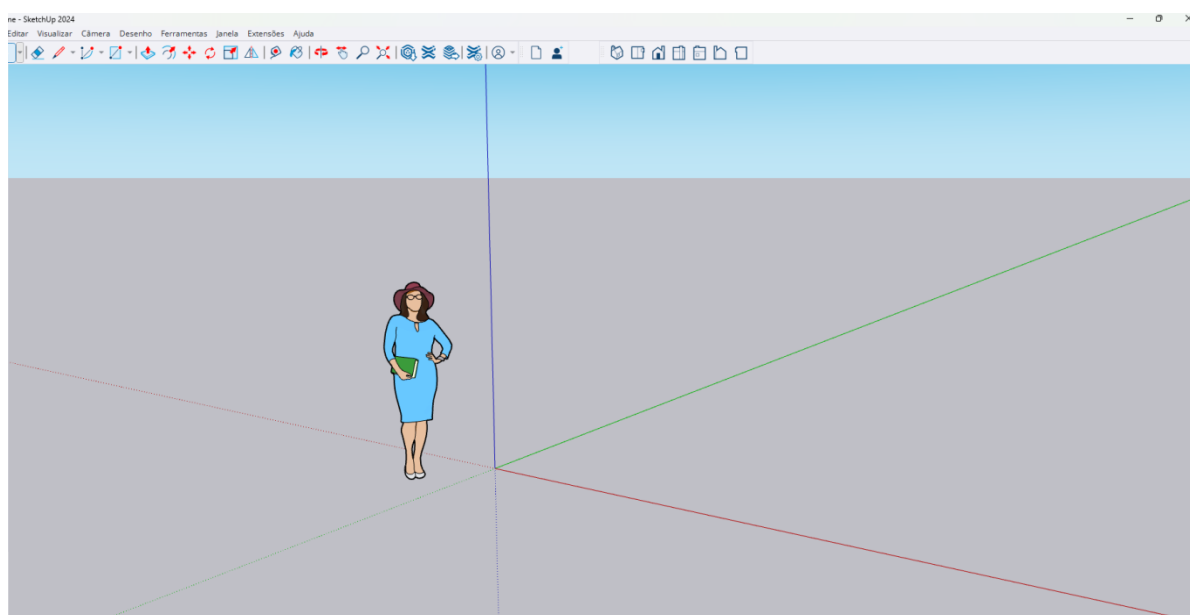 ne - SketchUp 2024
Editar Visualizar Câmera Desenho Ferramentas Janela Extensões Ajuda